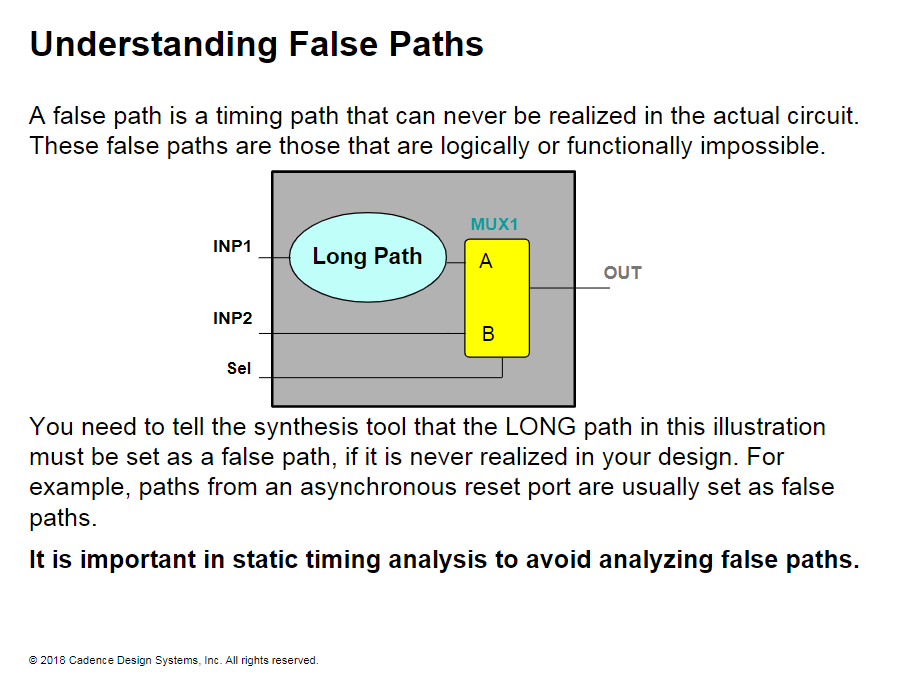 Understanding False Paths
A false path is a timing path that can never be realized in the actual circuit.
These false paths are those that are logically or functionally impossible.
MUX1
INP1
Long Path
A
OUT
INP2
B
Sel
You need to tell the synthesis tool that the LONG path in this illustration
must be set as a false path, if it is never realized in your design. For
example, paths from an asynchronous reset port are usually set as false
paths.
It is important in static timing analysis to avoid analyzing false paths.
© 2018 Cadence Design Systems, Inc. All rights reserved.